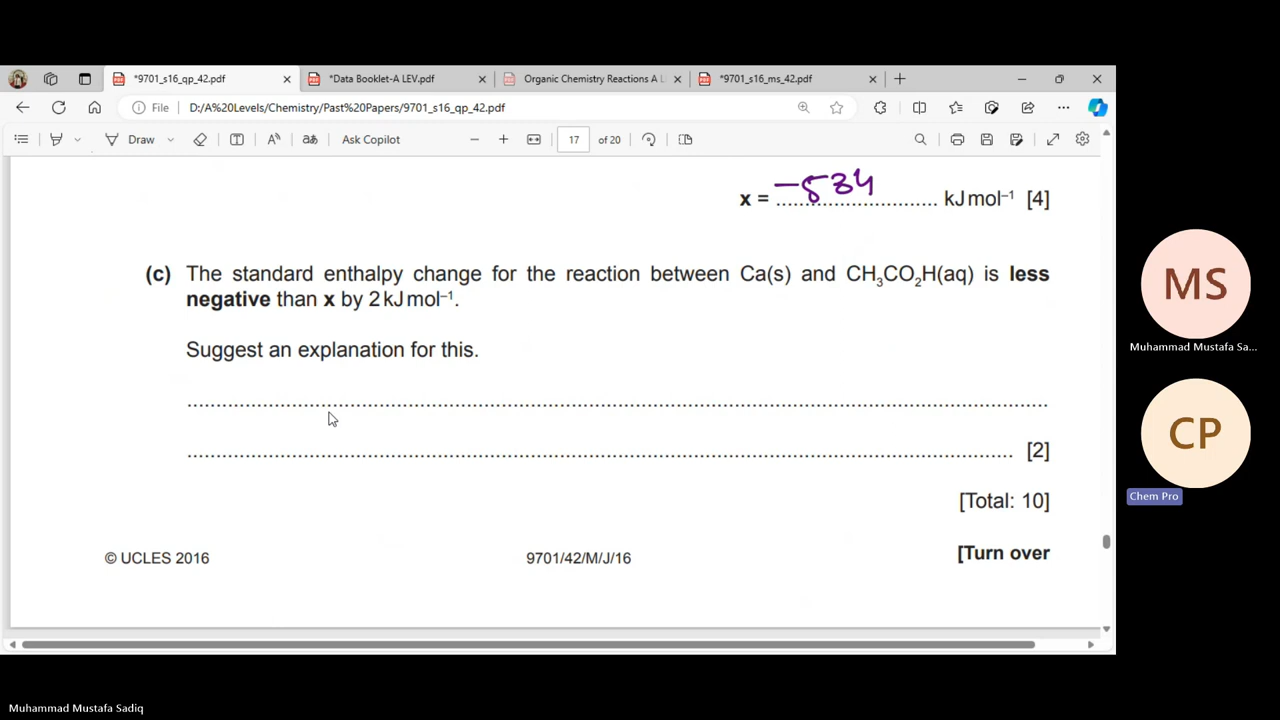 *9701_s16_qp_42.pdf
*Data Booklet-A LEV.pdf
Organic Chemistry Reactions A L
*9701_s16_ms_42.pdf
File
D:/A%20Levels/Chemistry/Past%20Papers/9701_s16_qp_42.pdf
Draw
Ask Copilot
17 of 20
x = −534 kJ mol⁻¹ [4]
(c) The standard enthalpy change for the reaction between Ca(s) and CH₃CO₂H(aq) is less
negative than x by 2 kJ mol⁻¹.
Suggest an explanation for this.
[2]
[Total: 10]
© UCLES 2016
9701/42/M/J/16
[Turn over
MS
Muhammad Mustafa Sa...
CP
Chem Pro
Muhammad Mustafa Sadiq